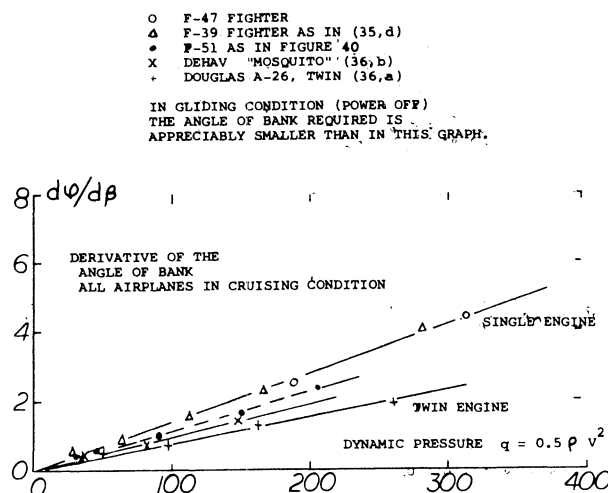 o F-47 FIGHTER
Δ F-39 FIGHTER AS IN (35,d)
• P-51 AS IN FIGURE 40
x DEHAV "MOSQUITO" (36,b)
+ DOUGLAS A-26, TWIN (36,a)
IN GLIDING CONDITION (POWER OFF)
THE ANGLE OF BANK REQUIRED IS
APPRECIABLY SMALLER THAN IN THIS GRAPH.
8 dφ/dβ
DERIVATIVE OF THE
ANGLE OF BANK
ALL AIRPLANES IN CRUISING CONDITION
6
4
SINGLE ENGINE
2
TWIN ENGINE
DYNAMIC PRESSURE q = 0.5 ρ V²
0
0 100 200 300 400